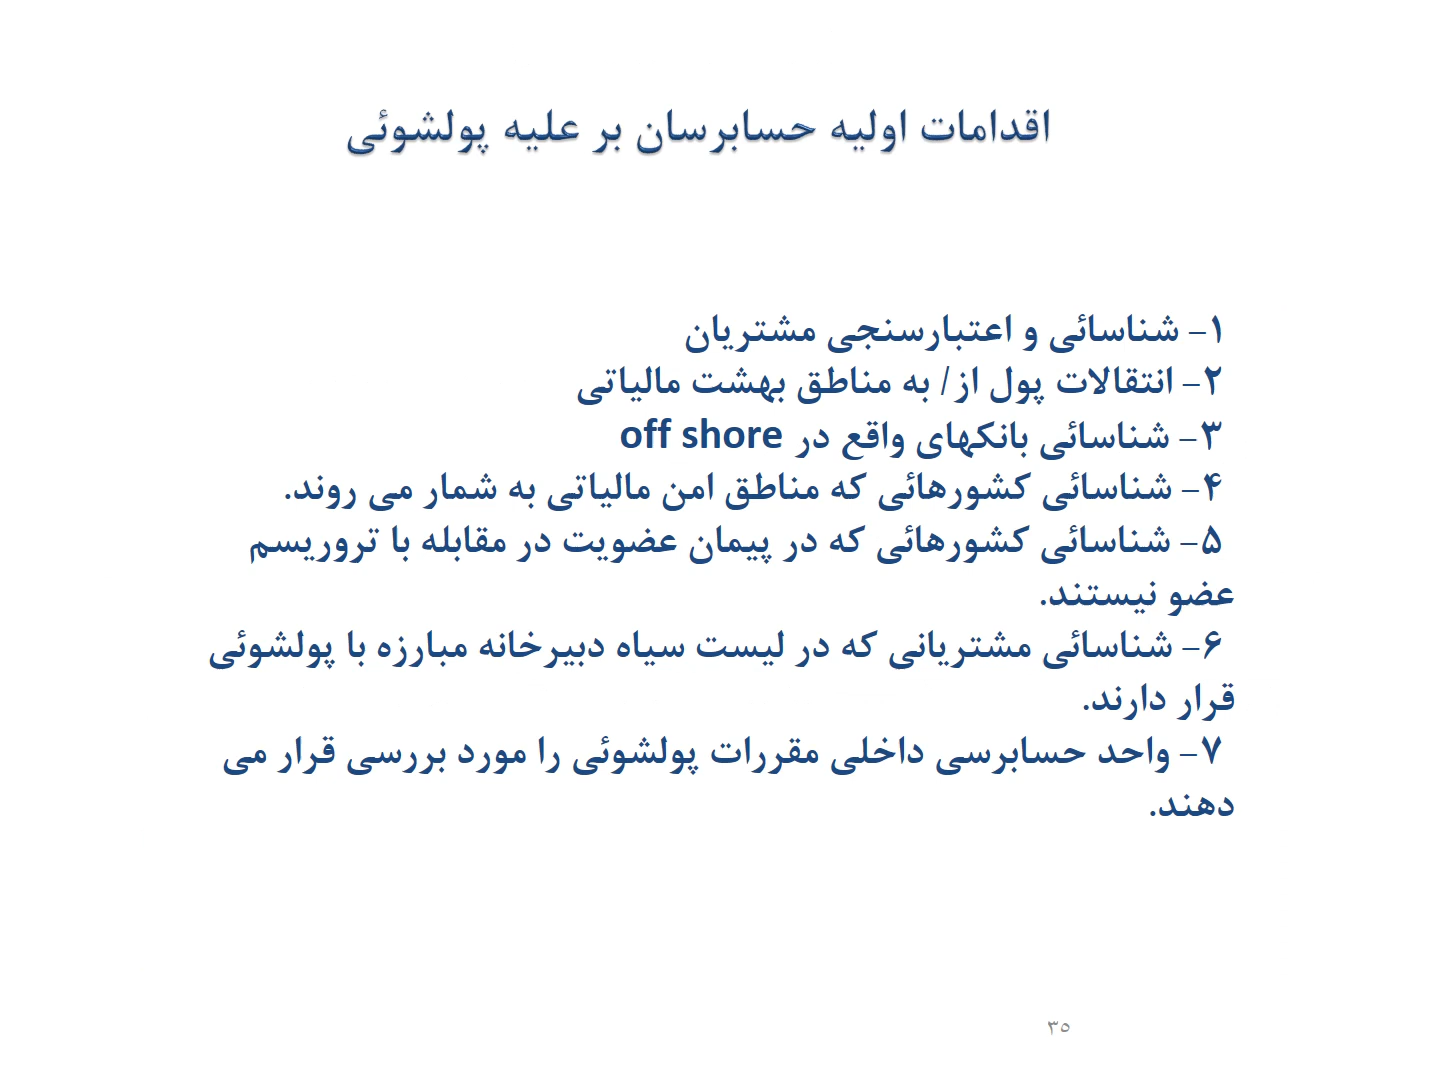 اقدامات اولیه حسابرسان بر علیه پولشوئی
۱- شناسائی و اعتبارسنجی مشتریان
۲- انتقالات پول از/ به مناطق بهشت مالیاتی
۳- شناسائی بانکهای واقع در off shore
۴- شناسائی کشورهائی که مناطق امن مالیاتی به شمار می روند.
۵- شناسائی کشورهائی که در پیمان عضویت در مقابله با تروریسم
عضو نیستند.
۶- شناسائی مشتریانی که در لیست سیاه دبیرخانه مبارزه با پولشوئی
قرار دارند.
۷- واحد حسابرسی داخلی مقررات پولشوئی را مورد بررسی قرار می
دهند.
۳۵